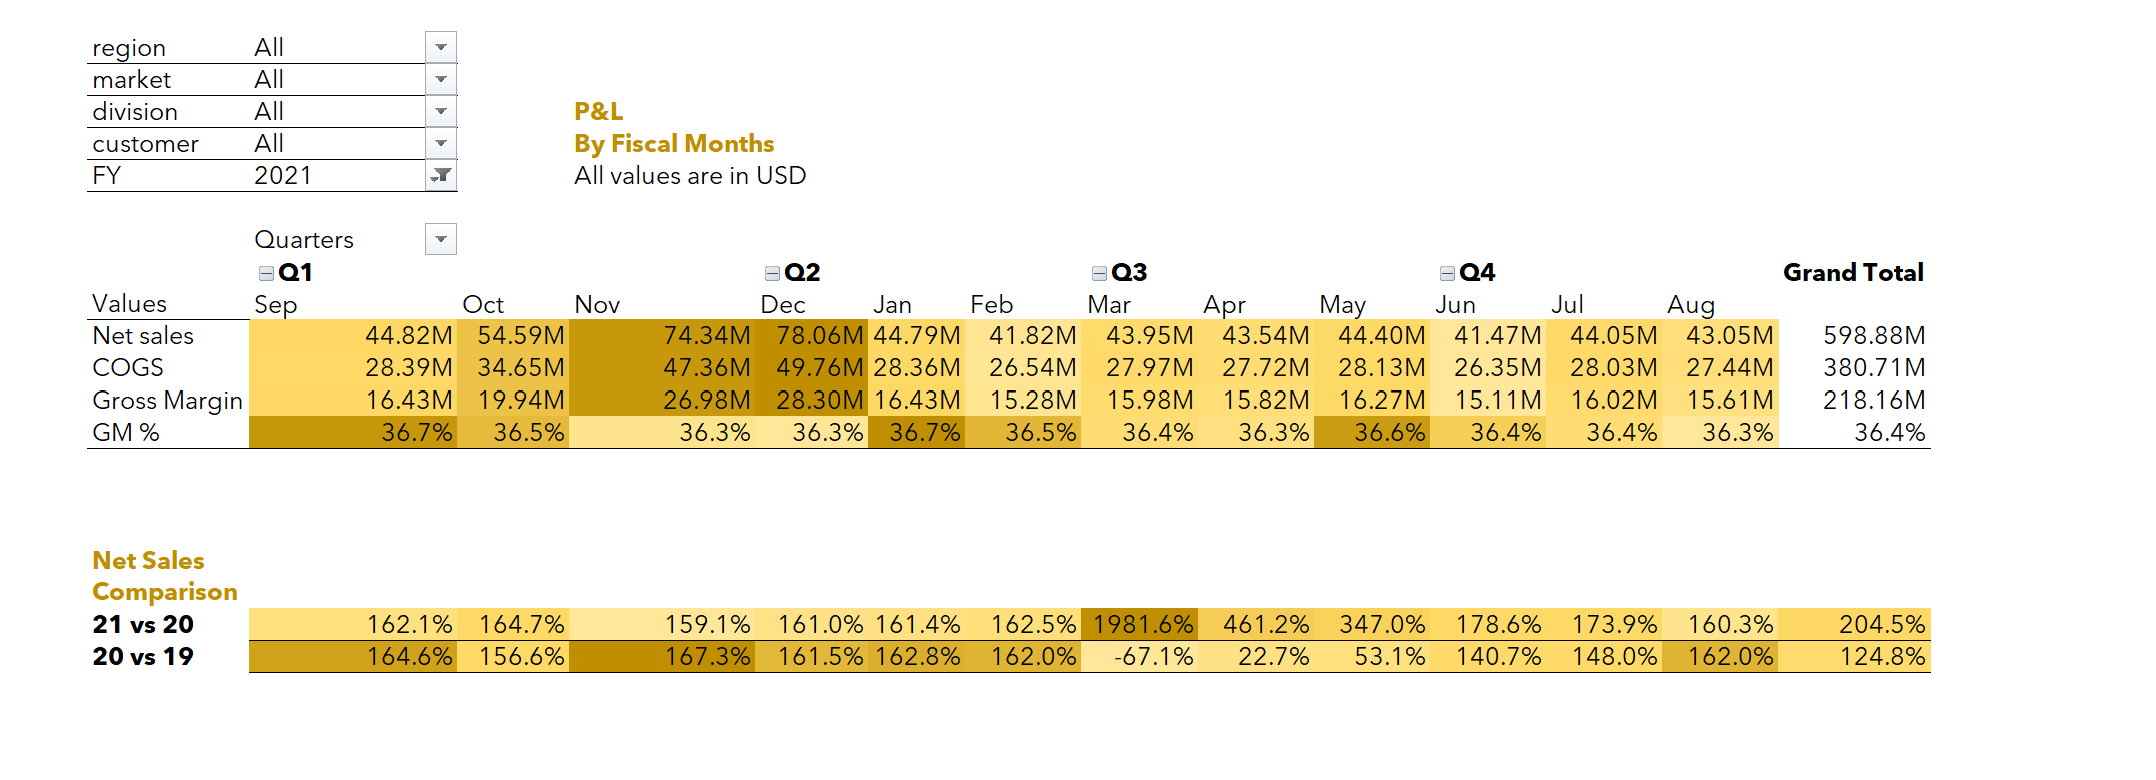 region All
market All
division All P&L
customer All By Fiscal Months
FY 2021 All values are in USD
Quarters
Q1 Q2 Q3 Q4 Grand Total
Values Sep Oct Nov Dec Jan Feb Mar Apr May Jun Jul Aug
Net sales 44.82M 54.59M 74.34M 78.06M 44.79M 41.82M 43.95M 43.54M 44.40M 41.47M 44.05M 43.05M 598.88M
COGS 28.39M 34.65M 47.36M 49.76M 28.36M 26.54M 27.97M 27.72M 28.13M 26.35M 28.03M 27.44M 380.71M
Gross Margin 16.43M 19.94M 26.98M 28.30M 16.43M 15.28M 15.98M 15.82M 16.27M 15.11M 16.02M 15.61M 218.16M
GM % 36.7% 36.5% 36.3% 36.3% 36.7% 36.5% 36.4% 36.3% 36.6% 36.4% 36.4% 36.3% 36.4%
Net Sales
Comparison
21 vs 20 162.1% 164.7% 159.1% 161.0% 161.4% 162.5% 1981.6% 461.2% 347.0% 178.6% 173.9% 160.3% 204.5%
20 vs 19 164.6% 156.6% 167.3% 161.5% 162.8% 162.0% -67.1% 22.7% 53.1% 140.7% 148.0% 162.0% 124.8%